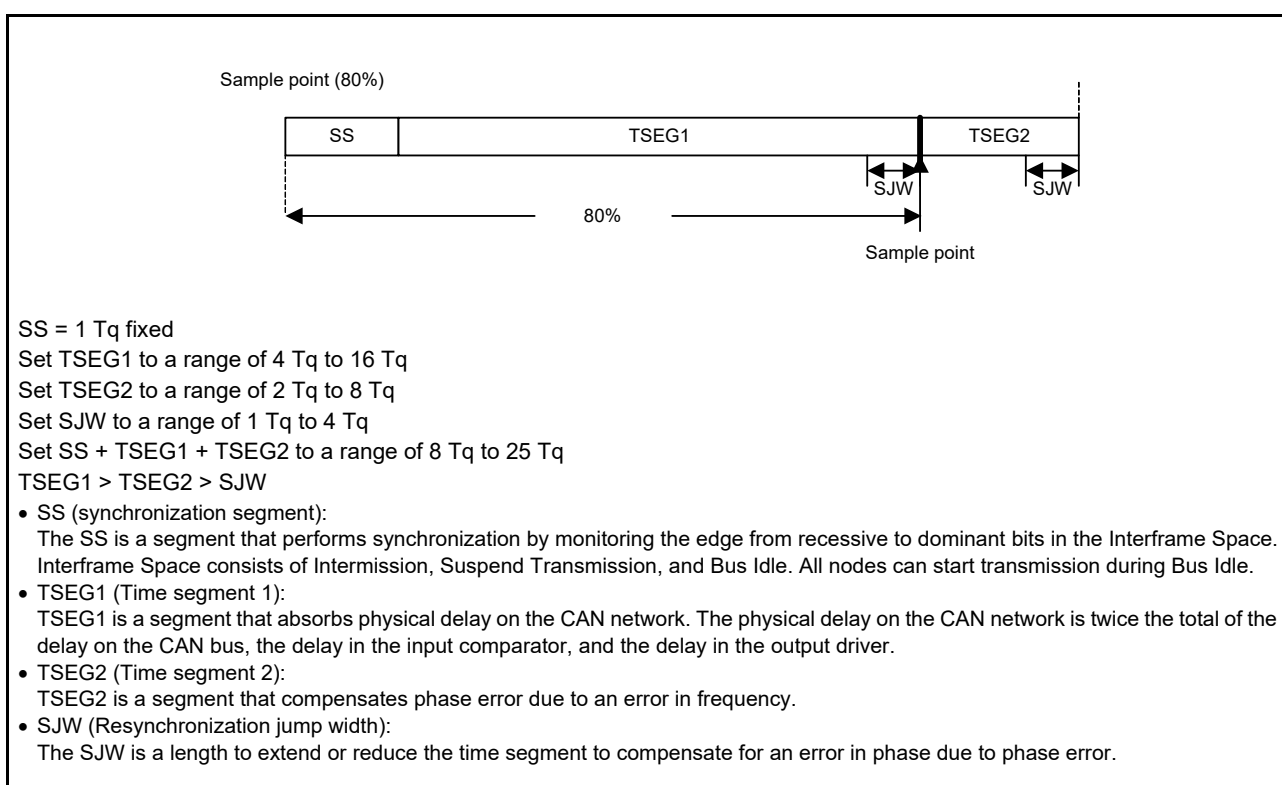 Sample point (80%)
SS TSEG1 TSEG2
SJW SJW
80%
Sample point
SS = 1 Tq fixed
Set TSEG1 to a range of 4 Tq to 16 Tq
Set TSEG2 to a range of 2 Tq to 8 Tq
Set SJW to a range of 1 Tq to 4 Tq
Set SS + TSEG1 + TSEG2 to a range of 8 Tq to 25 Tq
TSEG1 > TSEG2 > SJW
• SS (synchronization segment):
The SS is a segment that performs synchronization by monitoring the edge from recessive to dominant bits in the Interframe Space.
Interframe Space consists of Intermission, Suspend Transmission, and Bus Idle. All nodes can start transmission during Bus Idle.
• TSEG1 (Time segment 1):
TSEG1 is a segment that absorbs physical delay on the CAN network. The physical delay on the CAN network is twice the total of the
delay on the CAN bus, the delay in the input comparator, and the delay in the output driver.
• TSEG2 (Time segment 2):
TSEG2 is a segment that compensates phase error due to an error in frequency.
• SJW (Resynchronization jump width):
The SJW is a length to extend or reduce the time segment to compensate for an error in phase due to phase error.